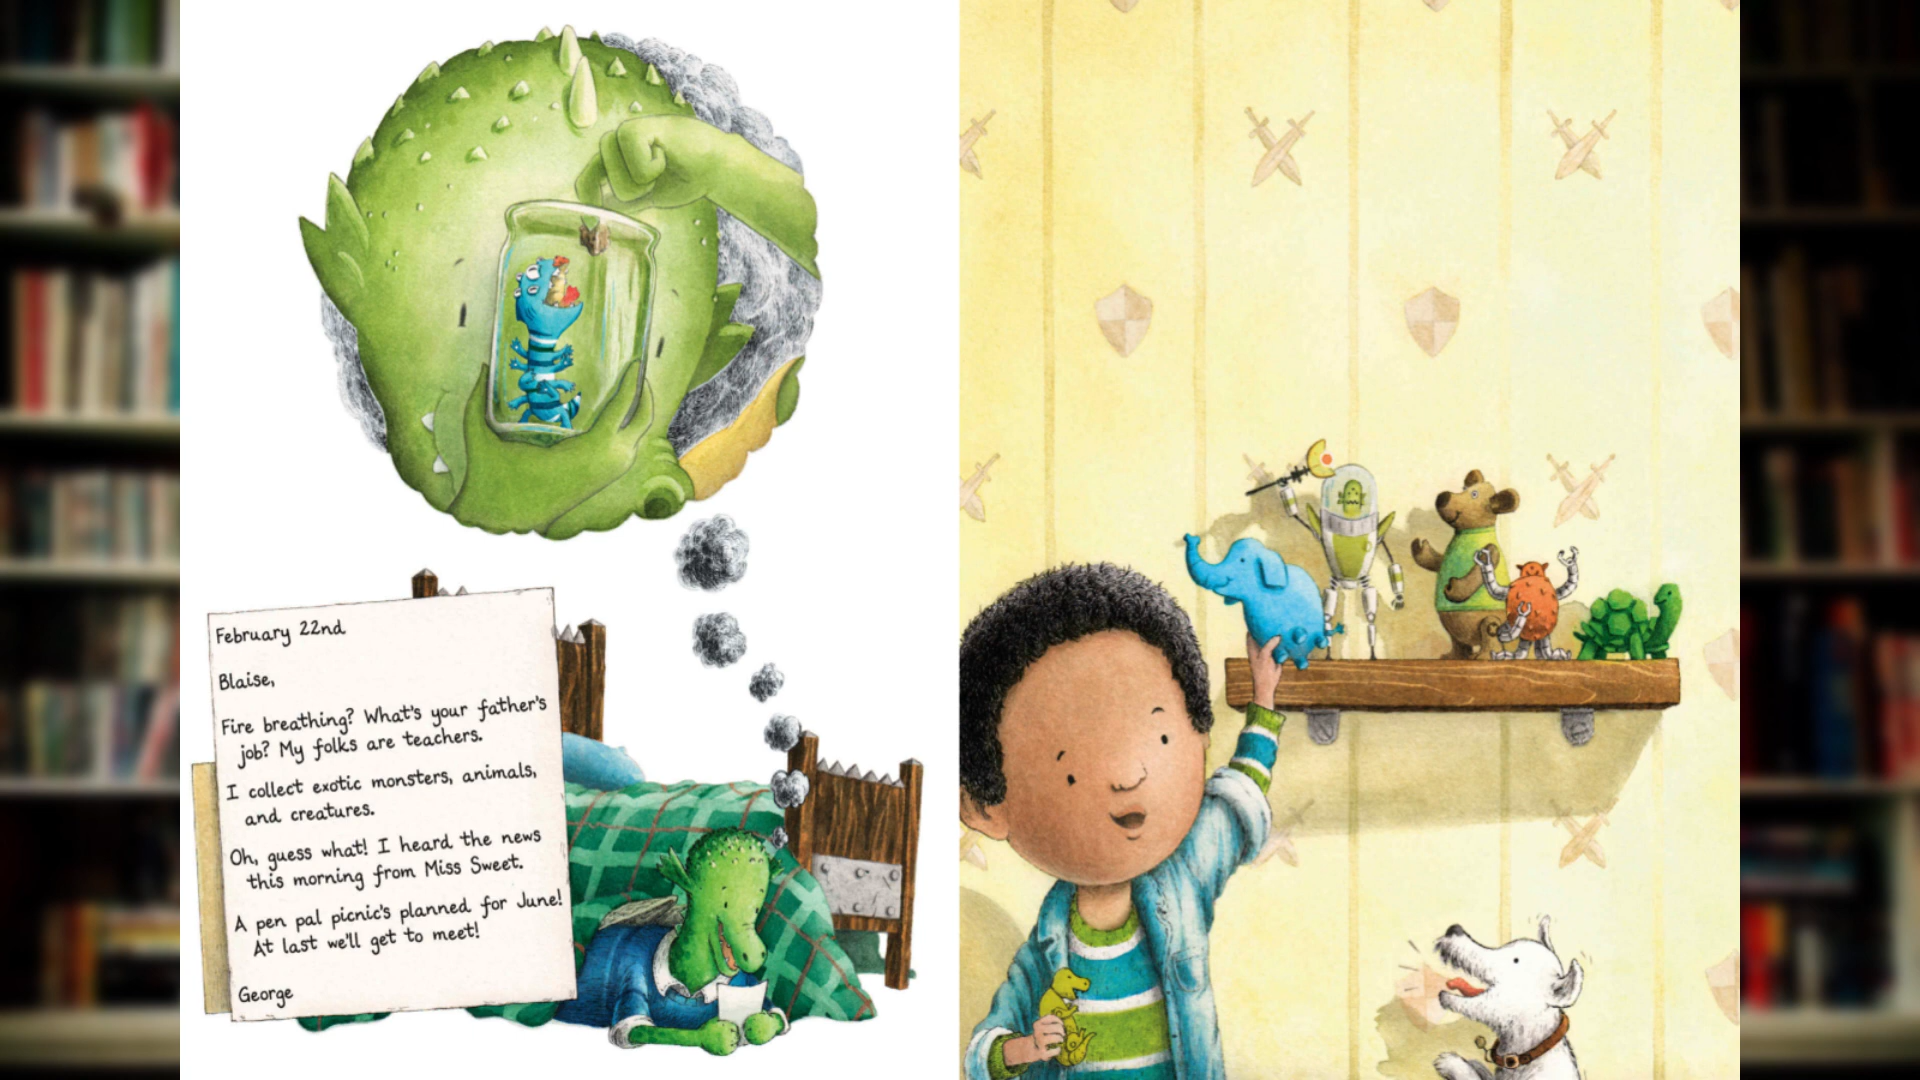 February 22nd
Blaise,
Fire breathing? What's your father's
job? My folks are teachers.
I collect exotic monsters, animals,
and creatures.
Oh, guess what! I heard the news
this morning from Miss Sweet.
A pen pal picnic's planned for June!
At last we'll get to meet!
George